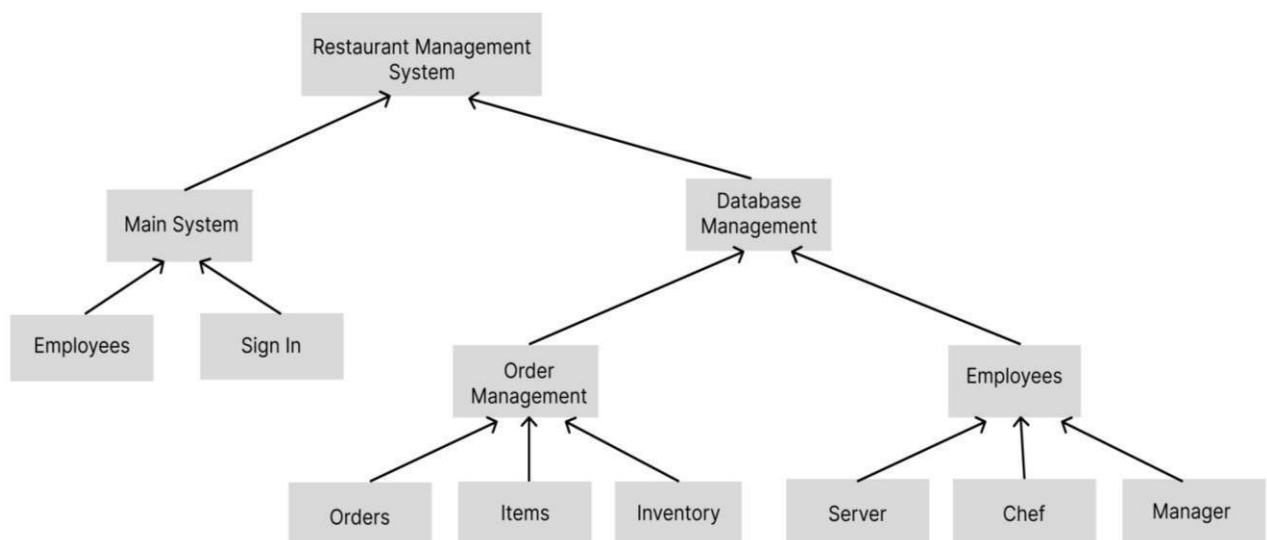 Restaurant Management
System
Main System
Database
Management
Employees
Sign In
Order
Management
Employees
Orders
Items
Inventory
Server
Chef
Manager